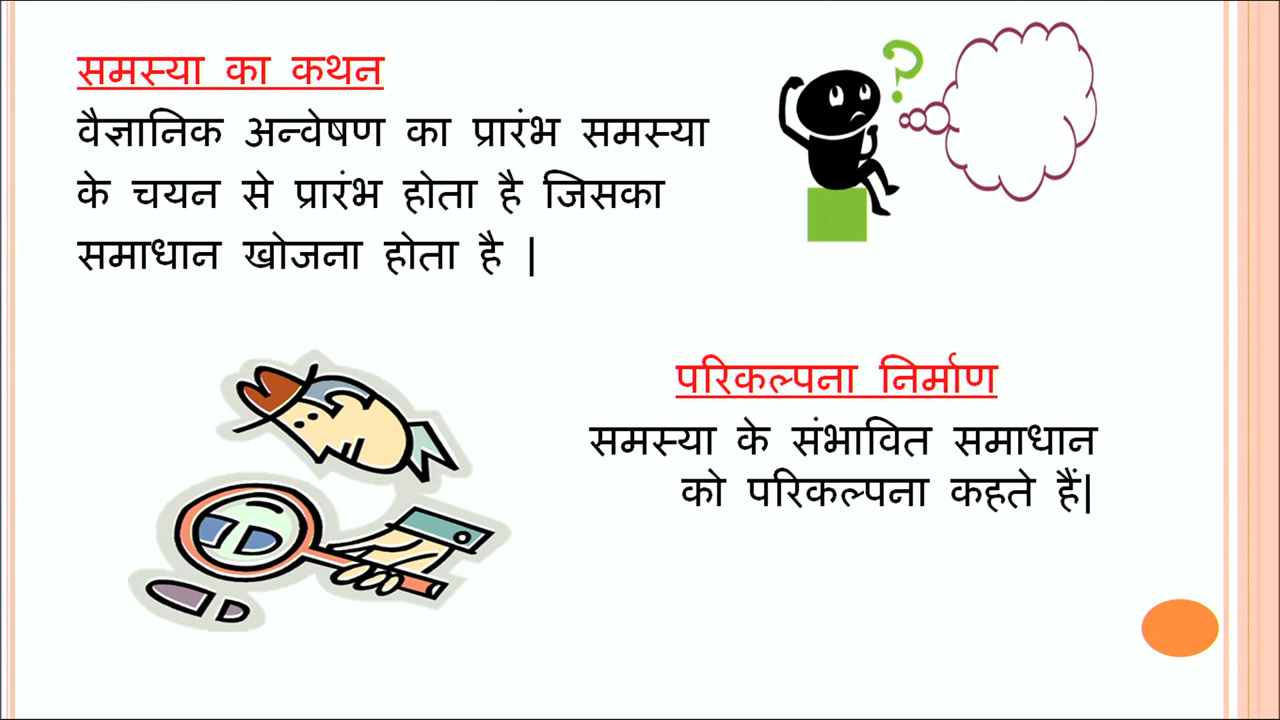 समस्या का कथन
वैज्ञानिक अन्वेषण का प्रारंभ समस्या
के चयन से प्रारंभ होता है जिसका
समाधान खोजना होता है |
?
परिकल्पना निर्माण
समस्या के संभावित समाधान
को परिकल्पना कहते हैं|